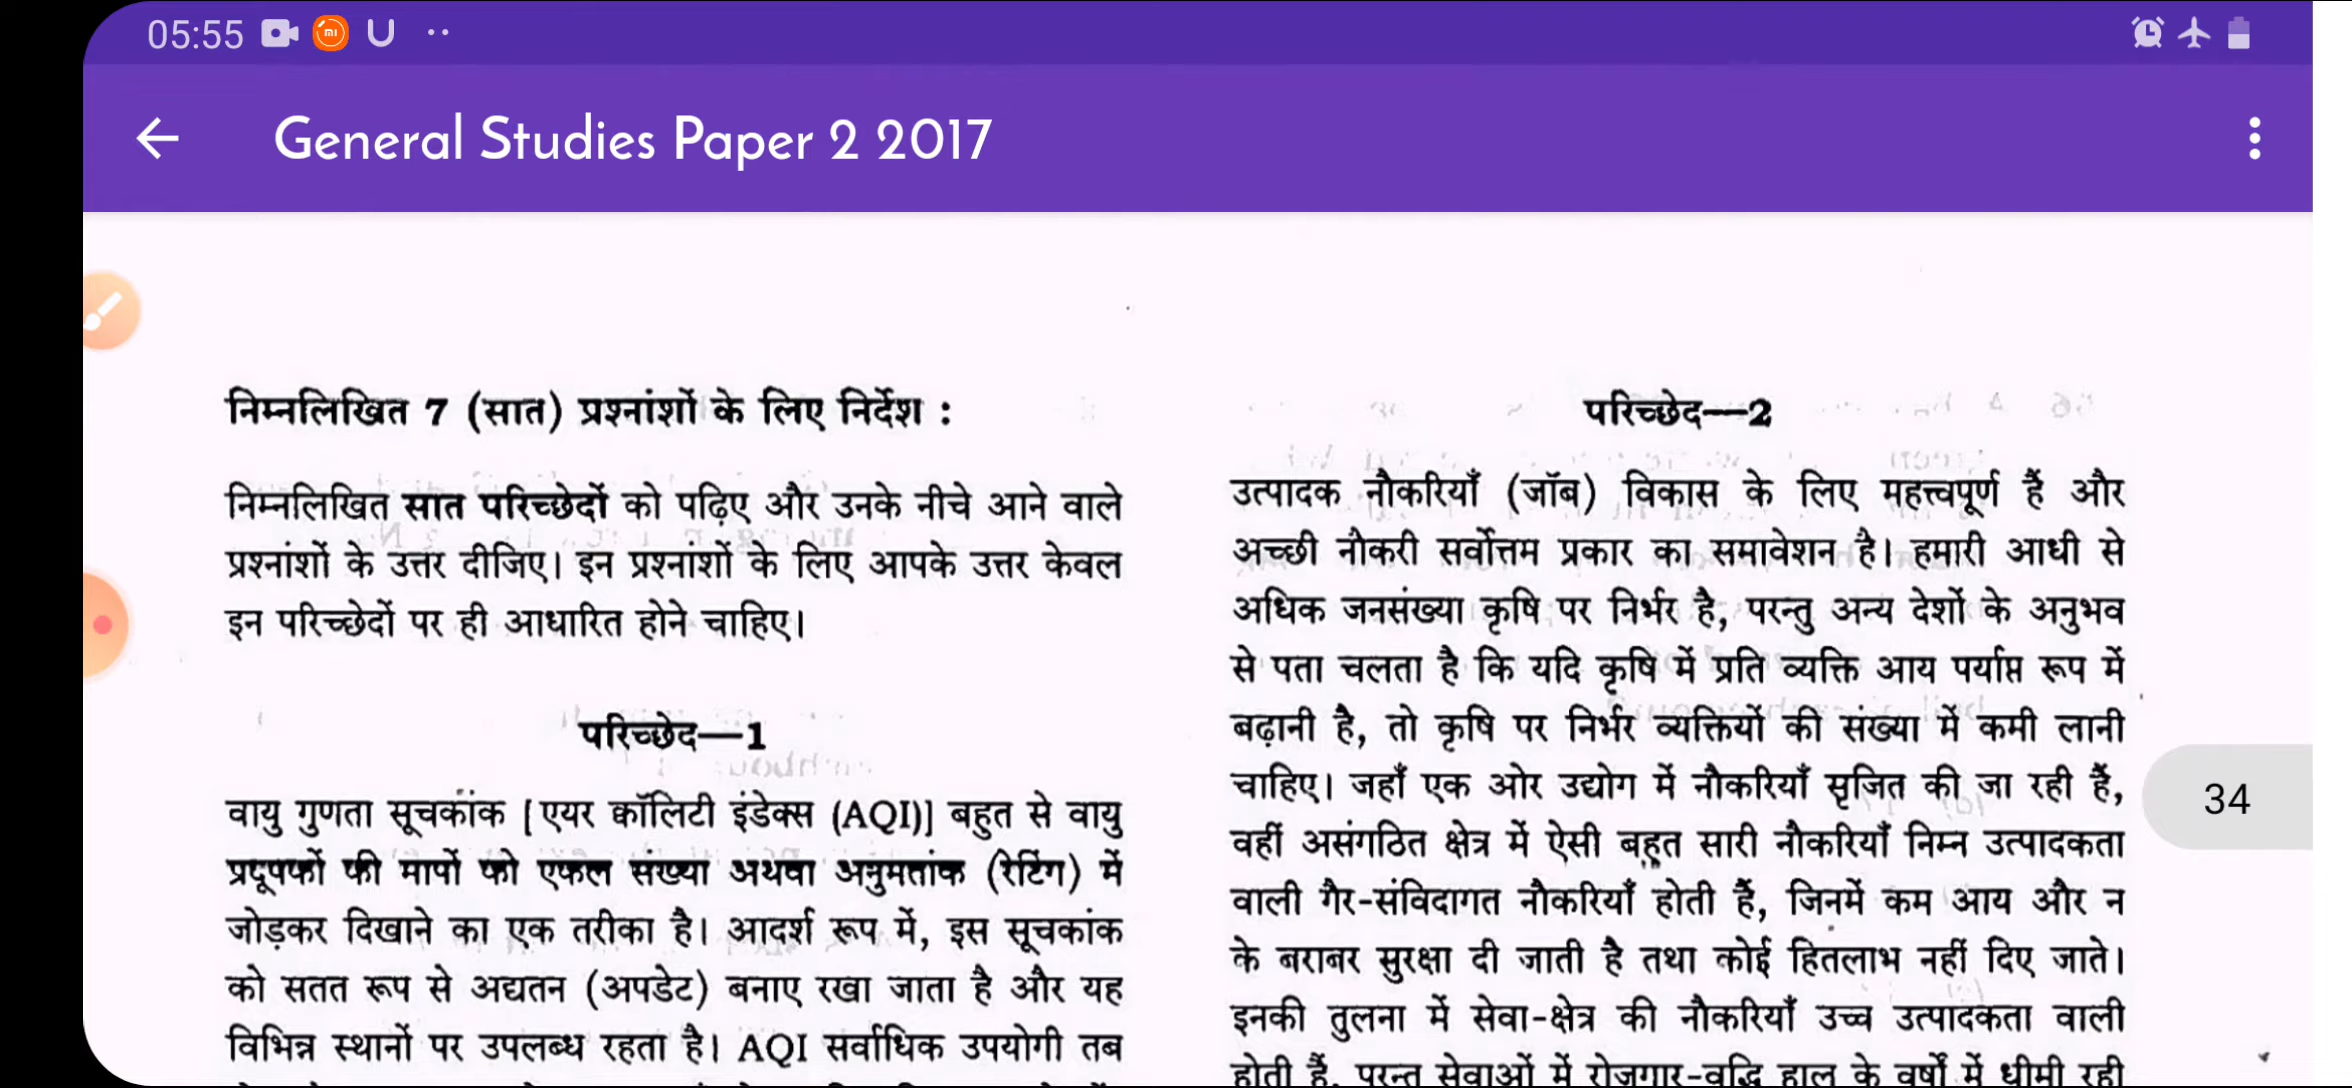 05:55
General Studies Paper 2 2017
निम्नलिखित 7 (सात) प्रश्नांशों के लिए निर्देश :
निम्नलिखित सात परिच्छेदों को पढ़िए और उनके नीचे आने वाले
प्रश्नांशों के उत्तर दीजिए। इन प्रश्नांशों के लिए आपके उत्तर केवल
इन परिच्छेदों पर ही आधारित होने चाहिए।
परिच्छेद—1
वायु गुणता सूचकांक [एयर क्वॉलिटी इंडेक्स (AQI)] बहुत से वायु
प्रदूषकों की मापों को एकल संख्या अथवा अनुमतांक (रेटिंग) में
जोड़कर दिखाने का एक तरीका है। आदर्श रूप में, इस सूचकांक
को सतत रूप से अद्यतन (अपडेट) बनाए रखा जाता है और यह
विभिन्न स्थानों पर उपलब्ध रहता है। AQI सर्वाधिक उपयोगी तब
परिच्छेद—2
उत्पादक नौकरियाँ (जॉब) विकास के लिए महत्त्वपूर्ण हैं और
अच्छी नौकरी सर्वोत्तम प्रकार का समावेशन है। हमारी आधी से
अधिक जनसंख्या कृषि पर निर्भर है, परन्तु अन्य देशों के अनुभव
से पता चलता है कि यदि कृषि में प्रति व्यक्ति आय पर्याप्त रूप में
बढ़ानी है, तो कृषि पर निर्भर व्यक्तियों की संख्या में कमी लानी
चाहिए। जहाँ एक ओर उद्योग में नौकरियाँ सृजित की जा रही हैं,
वहीं असंगठित क्षेत्र में ऐसी बहुत सारी नौकरियाँ निम्न उत्पादकता
वाली गैर-संविदागत नौकरियाँ होती हैं, जिनमें कम आय और न
के बराबर सुरक्षा दी जाती है तथा कोई हितलाभ नहीं दिए जाते।
इनकी तुलना में सेवा-क्षेत्र की नौकरियाँ उच्च उत्पादकता वाली
होती हैं, परन्तु सेवाओं में रोजगार-वृद्धि हाल के वर्षों में धीमी रही
34